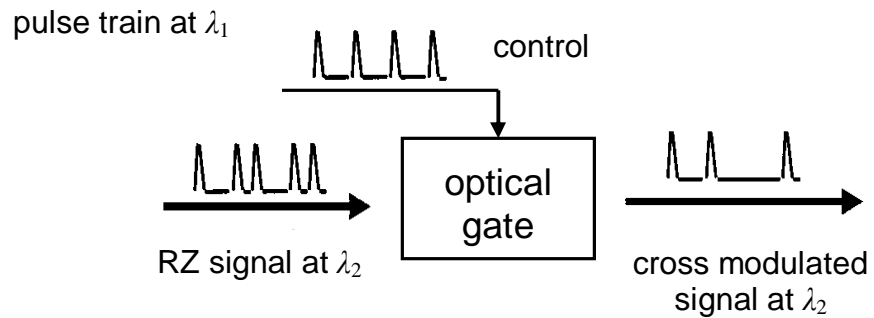 pulse train at λ1
control
optical
gate
RZ signal at λ2
cross modulated
signal at λ2